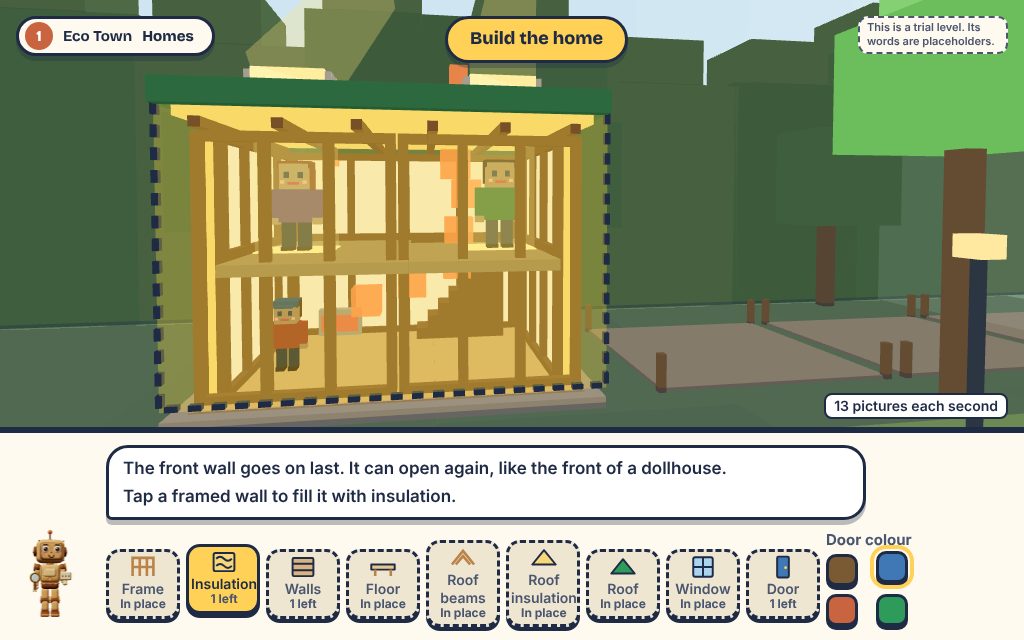 1 Eco Town Homes
Build the home
This is a trial level. Its
words are placeholders.
13 pictures each second
The front wall goes on last. It can open again, like the front of a dollhouse.
Tap a framed wall to fill it with insulation.
Door colour
Frame
In place
Insulation
1 left
Walls
1 left
Floor
In place
Roof
beams
In place
Roof
insulation
In place
Roof
In place
Window
In place
Door
1 left